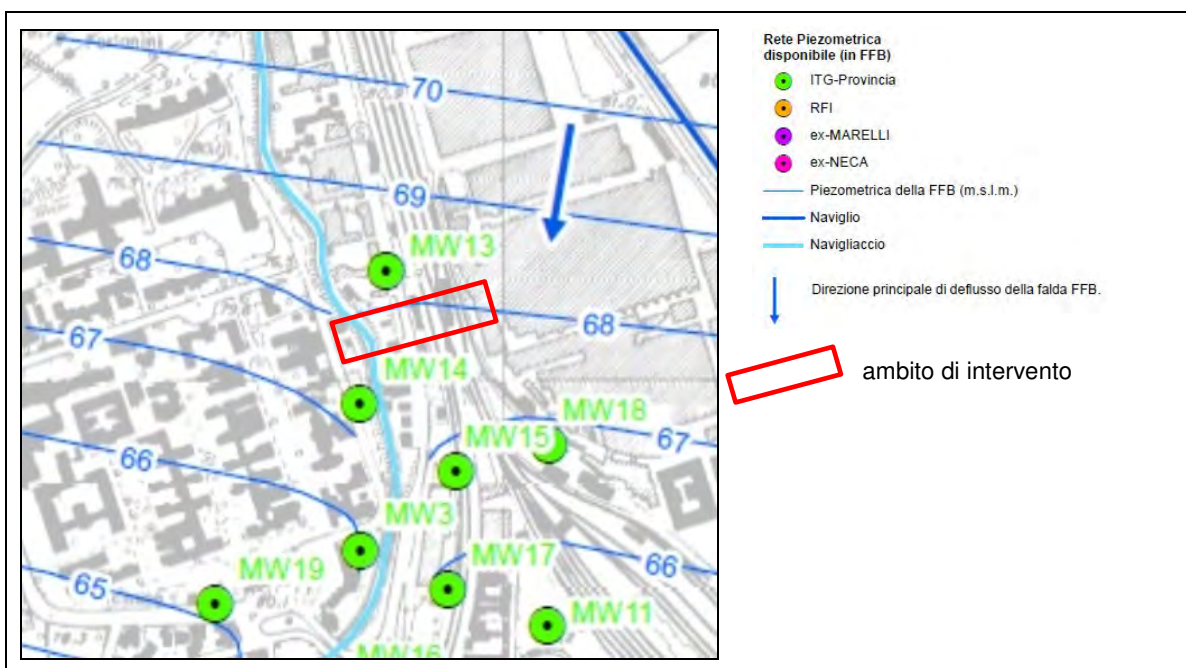 70
69
68
MW13
68
67
MW14
MW18
67
MW15
66
MW3
66
MW17
MW19
65
MW11
MW16
Rete Piezometrica
disponibile (in FFB)
ITG-Provincia
RFI
ex-MARELLI
ex-NECA
Piezometrica della FFB (m.s.l.m.)
Naviglio
Navigliaccio
Direzione principale di deflusso della falda FFB.
ambito di intervento